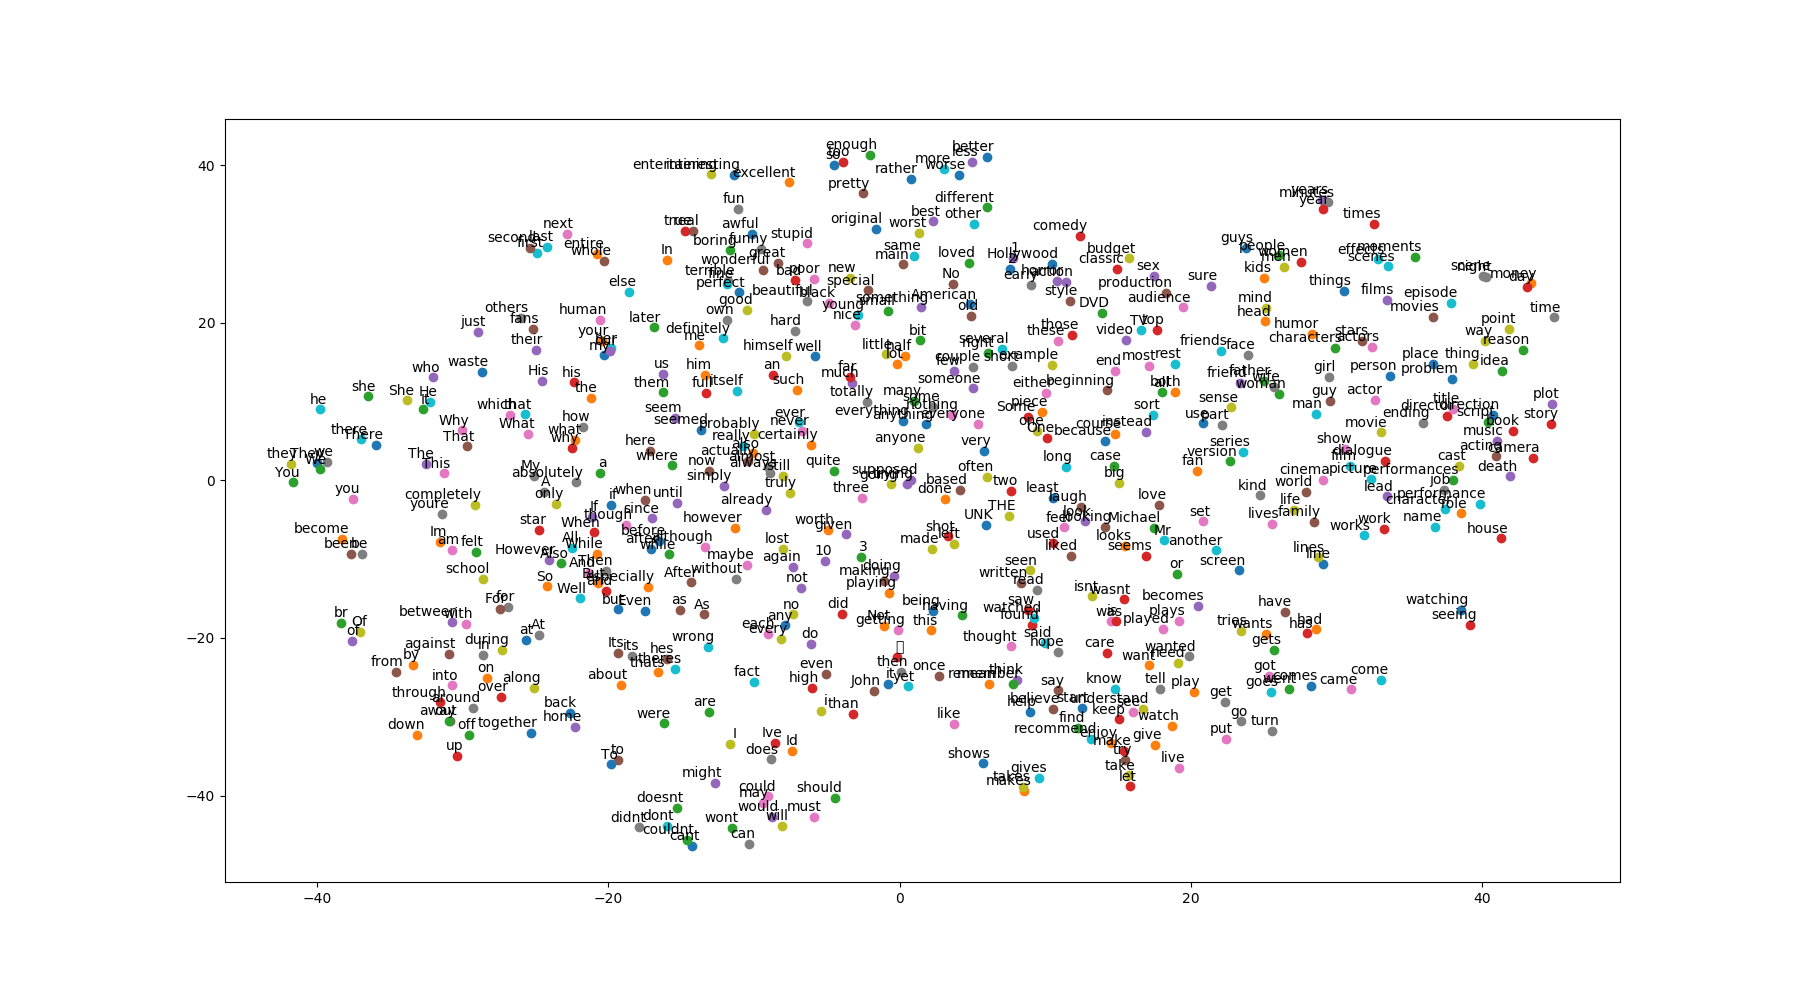 enough
too
so
better
less
more
worse
rather
entertaining
interesting
excellent
pretty
40
fun
different
best
other
original
worst
years
minutes
year
times
next
second
last
first
true
real
awful
boring
funny
stupid
comedy
guys
people
women
men
entire
whole
In
great
wonderful
same
main
loved
1
Hollywood
2
budget
classic
effects
moments
scenes
terrible
perfect
bad
poor
new
special
No
early
horror
action
sex
production
sure
kids
things
scene
night
money
day
else
good
beautiful
black
young
small
something
American
old
style
DVD
audience
mind
head
films
episode
movies
time
20
others
fans
human
later
own
definitely
hard
nice
those
these
video
TV
top
humor
characters
stars
actors
point
way
reason
just
their
your
her
my
me
himself
well
little
half
lot
bit
several
right
couple
short
few
example
friends
face
rest
most
end
place
thing
idea
problem
person
girl
who
waste
His
his
us
them
him
full
itself
an
such
far
much
someone
either
beginning
both
all
friend
father
wife
woman
guy
actor
she
She
He
It
he
the
which
that
What
Why
That
how
what
why
seem
seemed
probably
really
ever
never
certainly
totally
many
some
everything
anything
nothing
everyone
Some
piece
one
One
because
course
instead
sort
sense
use
part
man
movie
ending
title
director
direction
script
book
plot
story
music
there
There
they
They
we
We
You
The
This
My
A
absolutely
a
here
where
actually
also
almost
always
still
now
simply
truly
quite
anyone
very
long
case
big
fan
version
series
show
film
dialogue
picture
cinema
world
performances
acting
cast
camera
death
job
0
you
youre
completely
only
if
If
when
until
since
though
already
three
supposed
going
trying
based
done
often
two
least
laugh
look
looking
love
kind
life
lives
family
performance
character
role
name
become
been
be
Im
am
felt
star
When
All
While
However
Also
And
Then
before
after
while
although
however
lost
worth
given
made
shot
left
UNK
THE
feel
used
liked
Michael
looks
seems
Mr
set
another
works
work
house
school
So
But
and
especially
After
maybe
without
again
10
3
doing
making
playing
seen
written
read
isnt
wasnt
or
screen
lines
line
br
Of
of
between
with
For
for
Well
but
Even
as
As
not
no
any
did
being
having
Not
getting
this
watched
saw
found
said
was
is
played
plays
becomes
tries
wants
have
has
had
watching
seeing
−20
from
by
against
during
In
at
At
Its
its
hes
theres
thats
wrong
each
every
do
thought
hope
care
want
wanted
need
gets
through
into
around
away
out
on
over
along
about
fact
even
high
John
then
it
yet
once
remember
think
say
know
tell
play
got
goes
went
comes
came
come
down
off
up
together
back
home
were
are
i
than
like
believe
help
start
understand
see
keep
find
recommend
enjoy
make
watch
give
get
go
put
turn
To
to
I
Ive
Id
does
shows
gives
takes
makes
try
take
let
live
−40
might
could
may
would
will
must
should
doesnt
didnt
dont
couldnt
cant
wont
can
−40
−20
0
20
40